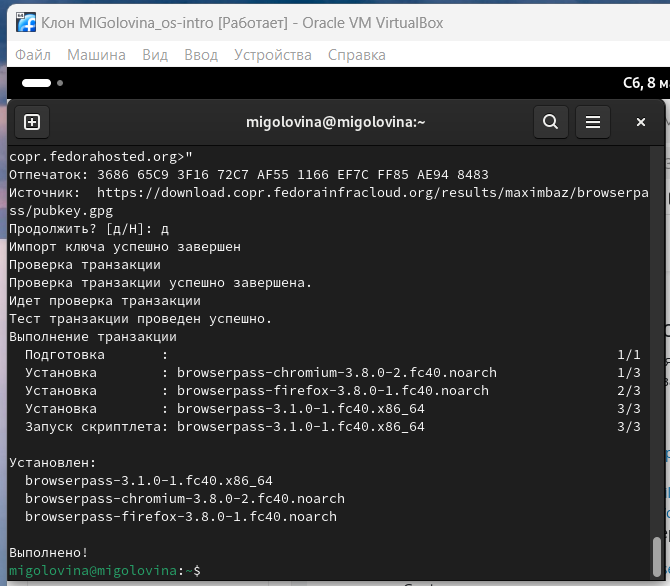 Клон MIGolovina_os-intro [Работает] - Oracle VM VirtualBox
Файл Машина Вид Ввод Устройства Справка
Сб, 8 м
migolovina@migolovina:~
copr.fedorahosted.org>"
Отпечаток: 3686 65C9 3F16 72C7 AF55 1166 EF7C FF85 AE94 8483
Источник: https://download.copr.fedorainfracloud.org/results/maximbaz/browserpa
ss/pubkey.gpg
Продолжить? [д/Н]: д
Импорт ключа успешно завершен
Проверка транзакции
Проверка транзакции успешно завершена.
Идет проверка транзакции
Тест транзакции проведен успешно.
Выполнение транзакции
Подготовка : 1/1
Установка : browserpass-chromium-3.8.0-2.fc40.noarch 1/3
Установка : browserpass-firefox-3.8.0-1.fc40.noarch 2/3
Установка : browserpass-3.1.0-1.fc40.x86_64 3/3
Запуск скриптлета: browserpass-3.1.0-1.fc40.x86_64 3/3
Установлен:
browserpass-3.1.0-1.fc40.x86_64
browserpass-chromium-3.8.0-2.fc40.noarch
browserpass-firefox-3.8.0-1.fc40.noarch
Выполнено!
migolovina@migolovina:~$